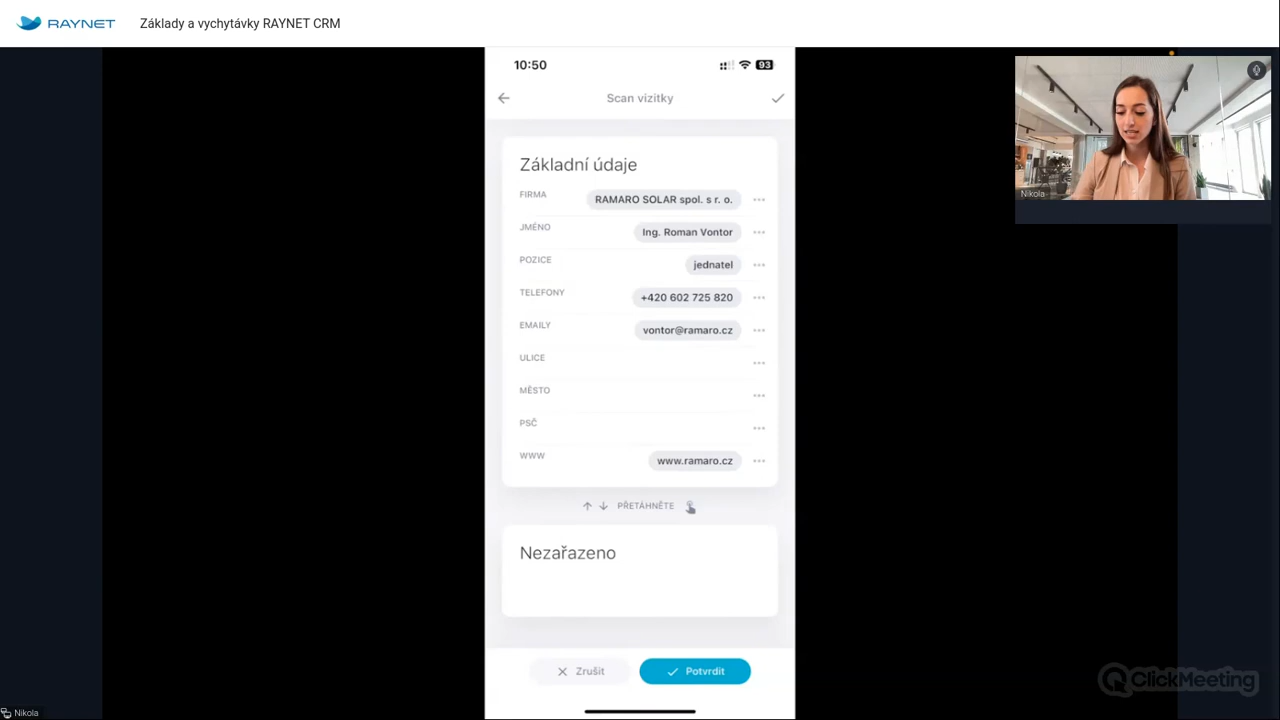 RAYNET
Základy a vychytávky RAYNET CRM
10:50
93
Scan vizitky
Základní údaje
FIRMA
RAMARO SOLAR spol. s r. o.
JMÉNO
Ing. Roman Vontor
POZICE
jednatel
TELEFONY
+420 602 725 820
EMAILY
vontor@ramaro.cz
ULICE
MĚSTO
PSČ
WWW
www.ramaro.cz
PŘETÁHNĚTE
Nezařazeno
Zrušit
Potvrdit
Nikola
ClickMeeting
Nikola